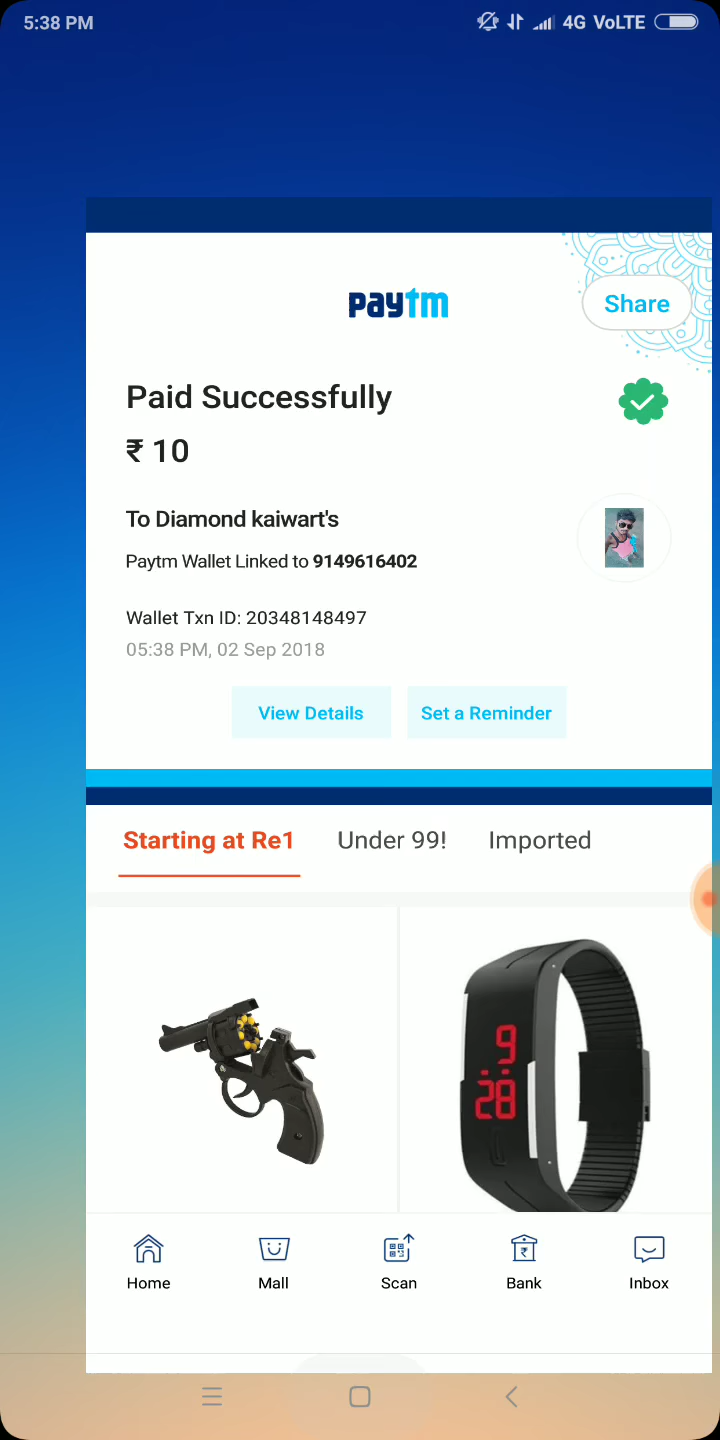 5:38 PM 4G VoLTE
paytm
Share
Paid Successfully
₹ 10
To Diamond kaiwart's
Paytm Wallet Linked to 9149616402
Wallet Txn ID: 20348148497
05:38 PM, 02 Sep 2018
View Details Set a Reminder
Starting at Re1 Under 99! Imported
9:28
Home Mall Scan Bank Inbox